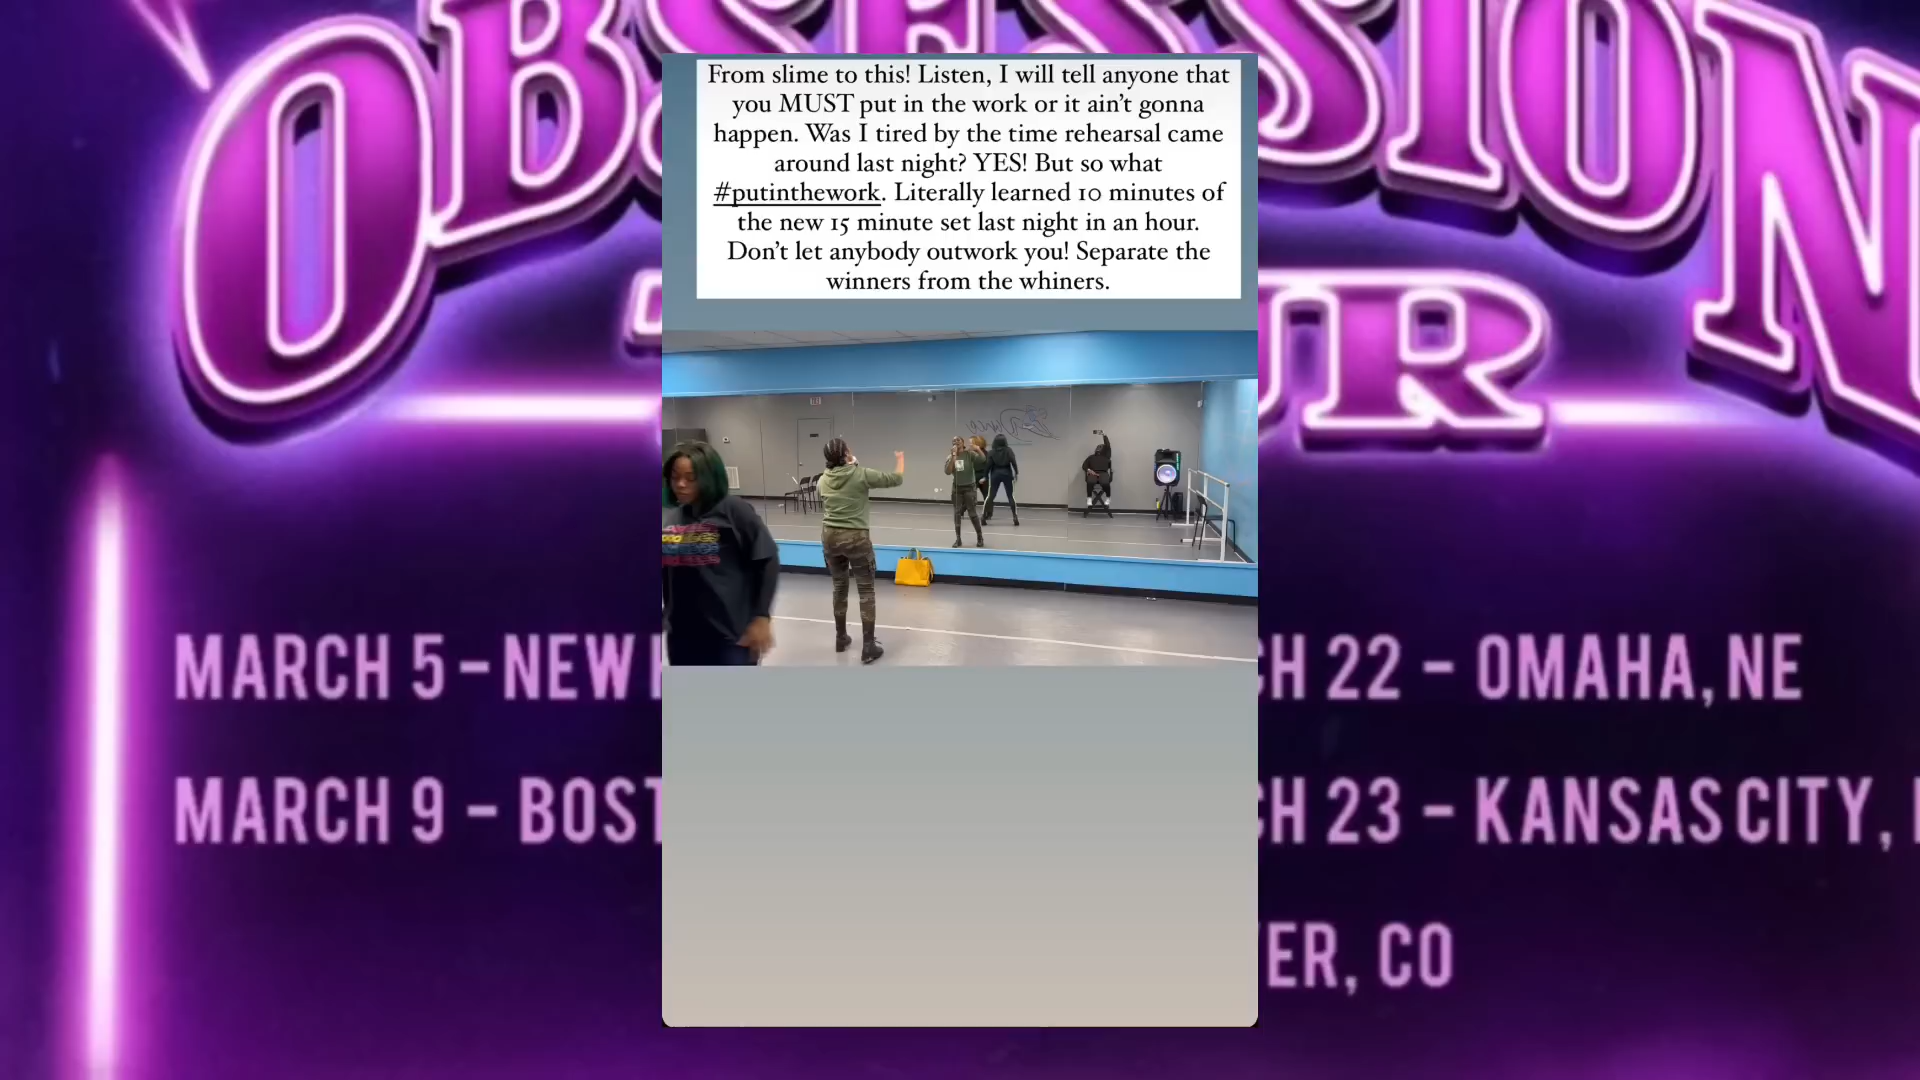 OBSESSION
From slime to this! Listen, I will tell anyone that
you MUST put in the work or it ain't gonna
happen. Was I tired by the time rehearsal came
around last night? YES! But so what
#putinthework. Literally learned 10 minutes of
the new 15 minute set last night in an hour.
Don't let anybody outwork you! Separate the
winners from the whiners.
UR
MARCH 5 – NEW
CH 22 – OMAHA, NE
MARCH 9 – BOST
CH 23 – KANSAS CITY,
ER, CO